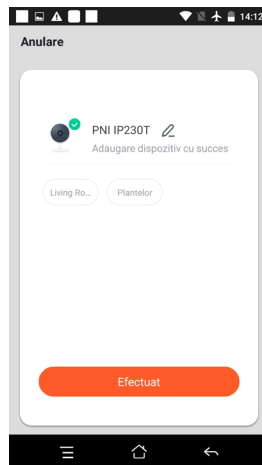 14:12
Anulare
PNI IP230T
Adaugare dispozitiv cu succes
Living Ro...
Plantelor
Efectuat